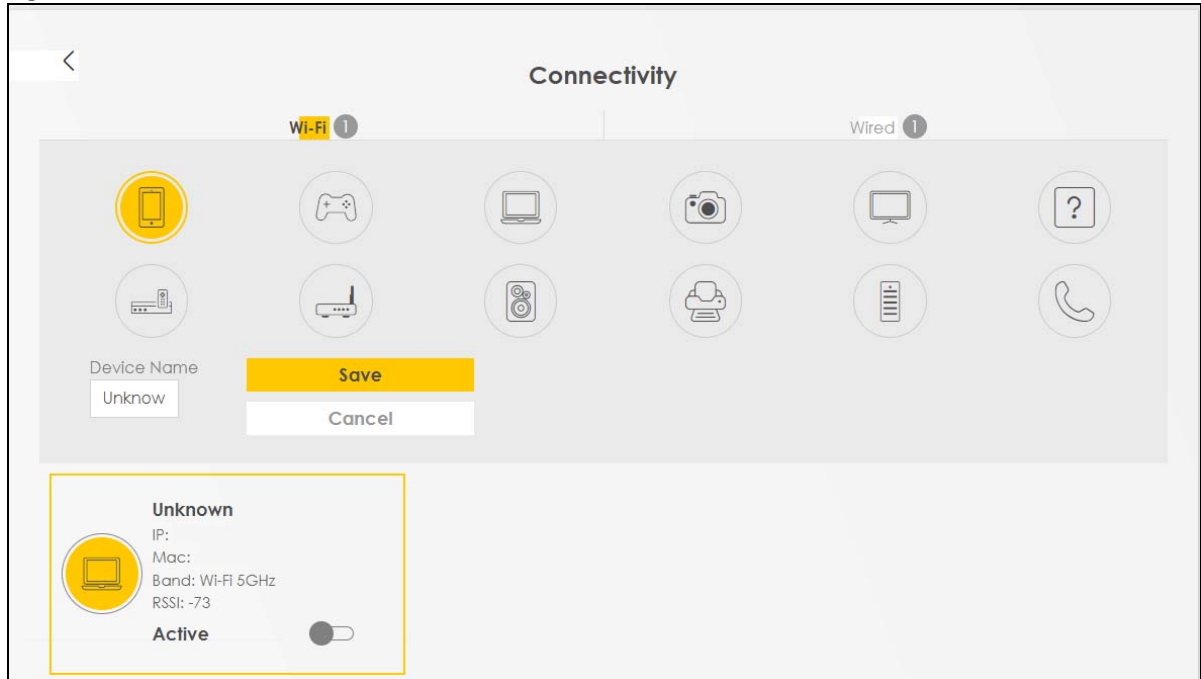 Connectivity
Wi-Fi 1
Wired 1
?
Device Name
Unknow
Save
Cancel
Unknown
IP:
Mac:
Band: Wi-Fi 5GHz
RSSI: -73
Active